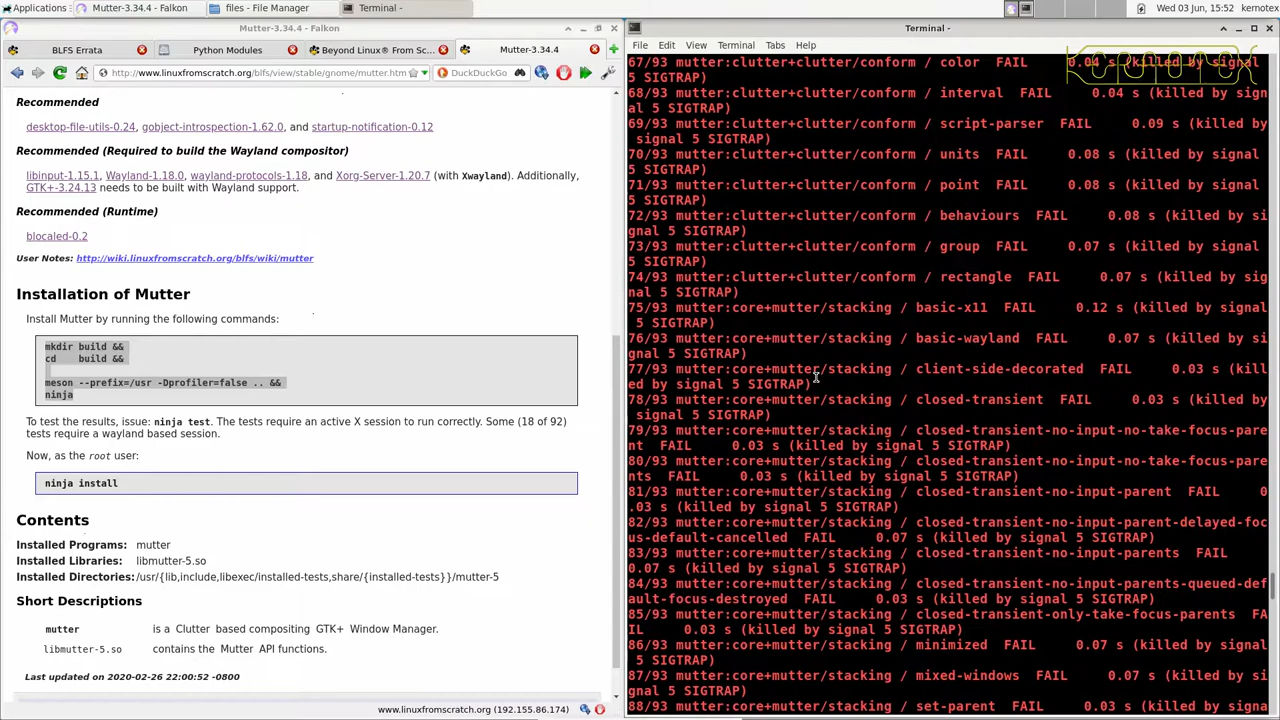 Applications
Mutter-3.34.4 - Falkon
files - File Manager
Terminal -
Wed 03 Jun, 15:52
kernotex
Mutter-3.34.4 - Falkon
BLFS Errata
Python Modules
Beyond Linux® From Sc...
Mutter-3.34.4
http://www.linuxfromscratch.org/blfs/view/stable/gnome/mutter.htm
DuckDuckGo
Recommended
desktop-file-utils-0.24, gobject-introspection-1.62.0, and startup-notification-0.12
Recommended (Required to build the Wayland compositor)
libinput-1.15.1, Wayland-1.18.0, wayland-protocols-1.18, and Xorg-Server-1.20.7 (with Xwayland). Additionally,
GTK+-3.24.13 needs to be built with Wayland support.
Recommended (Runtime)
blocaled-0.2
User Notes: http://wiki.linuxfromscratch.org/blfs/wiki/mutter
Installation of Mutter
Install Mutter by running the following commands:
mkdir build &&
cd    build &&
meson --prefix=/usr -Dprofiler=false .. &&
ninja
To test the results, issue: ninja test. The tests require an active X session to run correctly. Some (18 of 92)
tests require a wayland based session.
Now, as the root user:
ninja install
Contents
Installed Programs: mutter
Installed Libraries: libmutter-5.so
Installed Directories: /usr/{lib,include,libexec/installed-tests,share/{installed-tests}}/mutter-5
Short Descriptions
mutter is a Clutter based compositing GTK+ Window Manager.
libmutter-5.so contains the Mutter API functions.
Last updated on 2020-02-26 22:00:52 -0800
www.linuxfromscratch.org (192.155.86.174)
Terminal -
File Edit View Terminal Tabs Help
67/93 mutter:clutter+clutter/conform / color  FAIL     0.04 s (killed by signal
5 SIGTRAP)
68/93 mutter:clutter+clutter/conform / interval  FAIL     0.04 s (killed by sign
al 5 SIGTRAP)
69/93 mutter:clutter+clutter/conform / script-parser  FAIL     0.09 s (killed by
signal 5 SIGTRAP)
70/93 mutter:clutter+clutter/conform / units  FAIL     0.08 s (killed by signal
5 SIGTRAP)
71/93 mutter:clutter+clutter/conform / point  FAIL     0.08 s (killed by signal
5 SIGTRAP)
72/93 mutter:clutter+clutter/conform / behaviours  FAIL     0.08 s (killed by si
gnal 5 SIGTRAP)
73/93 mutter:clutter+clutter/conform / group  FAIL     0.07 s (killed by signal
5 SIGTRAP)
74/93 mutter:clutter+clutter/conform / rectangle  FAIL     0.07 s (killed by sig
nal 5 SIGTRAP)
75/93 mutter:core+mutter/stacking / basic-x11  FAIL     0.12 s (killed by signal
5 SIGTRAP)
76/93 mutter:core+mutter/stacking / basic-wayland  FAIL     0.07 s (killed by si
gnal 5 SIGTRAP)
77/93 mutter:core+mutter/stacking / client-side-decorated  FAIL     0.03 s (kill
ed by signal 5 SIGTRAP)
78/93 mutter:core+mutter/stacking / closed-transient  FAIL     0.03 s (killed by
signal 5 SIGTRAP)
79/93 mutter:core+mutter/stacking / closed-transient-no-input-no-take-focus-pare
nt  FAIL     0.03 s (killed by signal 5 SIGTRAP)
80/93 mutter:core+mutter/stacking / closed-transient-no-input-no-take-focus-pare
nts  FAIL     0.03 s (killed by signal 5 SIGTRAP)
81/93 mutter:core+mutter/stacking / closed-transient-no-input-parent  FAIL     0
.03 s (killed by signal 5 SIGTRAP)
82/93 mutter:core+mutter/stacking / closed-transient-no-input-parent-delayed-foc
us-default-cancelled  FAIL     0.07 s (killed by signal 5 SIGTRAP)
83/93 mutter:core+mutter/stacking / closed-transient-no-input-parents  FAIL
0.07 s (killed by signal 5 SIGTRAP)
84/93 mutter:core+mutter/stacking / closed-transient-no-input-parents-queued-def
ault-focus-destroyed  FAIL     0.03 s (killed by signal 5 SIGTRAP)
85/93 mutter:core+mutter/stacking / closed-transient-only-take-focus-parents  FA
IL     0.03 s (killed by signal 5 SIGTRAP)
86/93 mutter:core+mutter/stacking / minimized  FAIL     0.07 s (killed by signal
5 SIGTRAP)
87/93 mutter:core+mutter/stacking / mixed-windows  FAIL     0.07 s (killed by si
gnal 5 SIGTRAP)
88/93 mutter:core+mutter/stacking / set-parent  FAIL     0.03 s (killed by signa